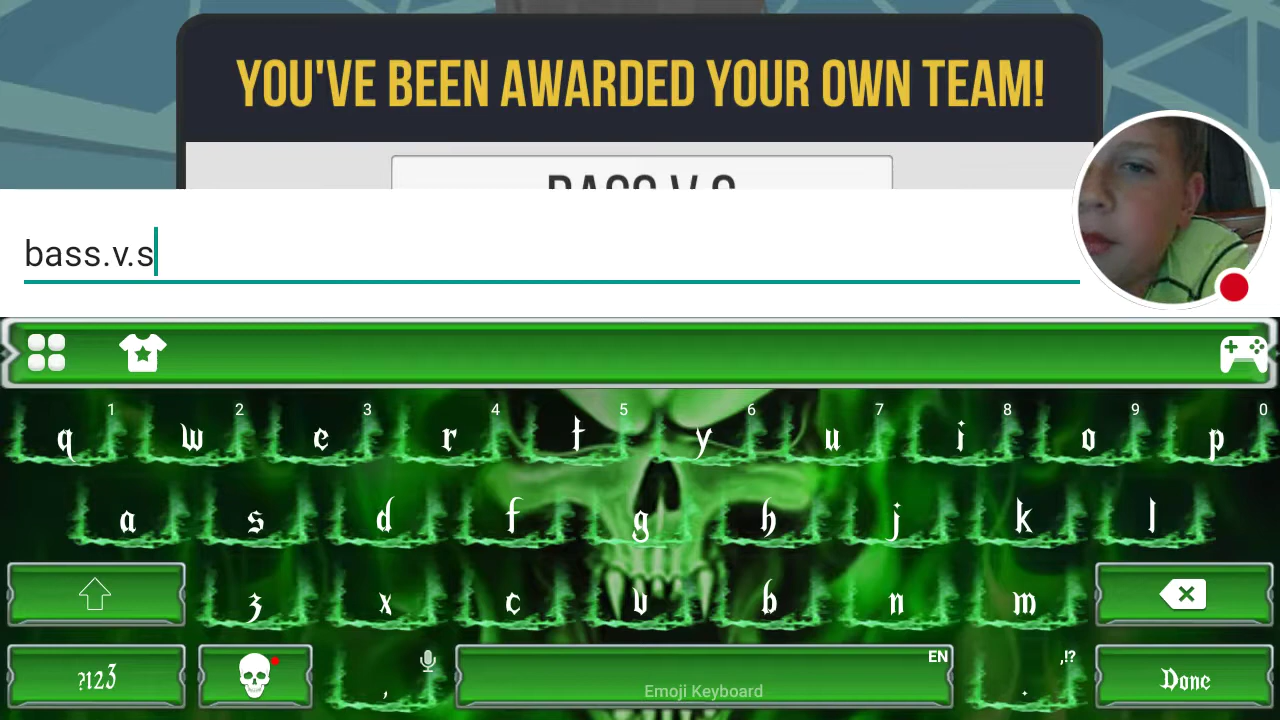 YOU'VE BEEN AWARDED YOUR OWN TEAM!
BASS.V.S
bass.v.s
1 2 3 4 5 6 7 8 9 0
q w e r t y u i o p
a s d f g h j k l
z x c v b n m
?123 , EN Emoji Keyboard ,!? . Done